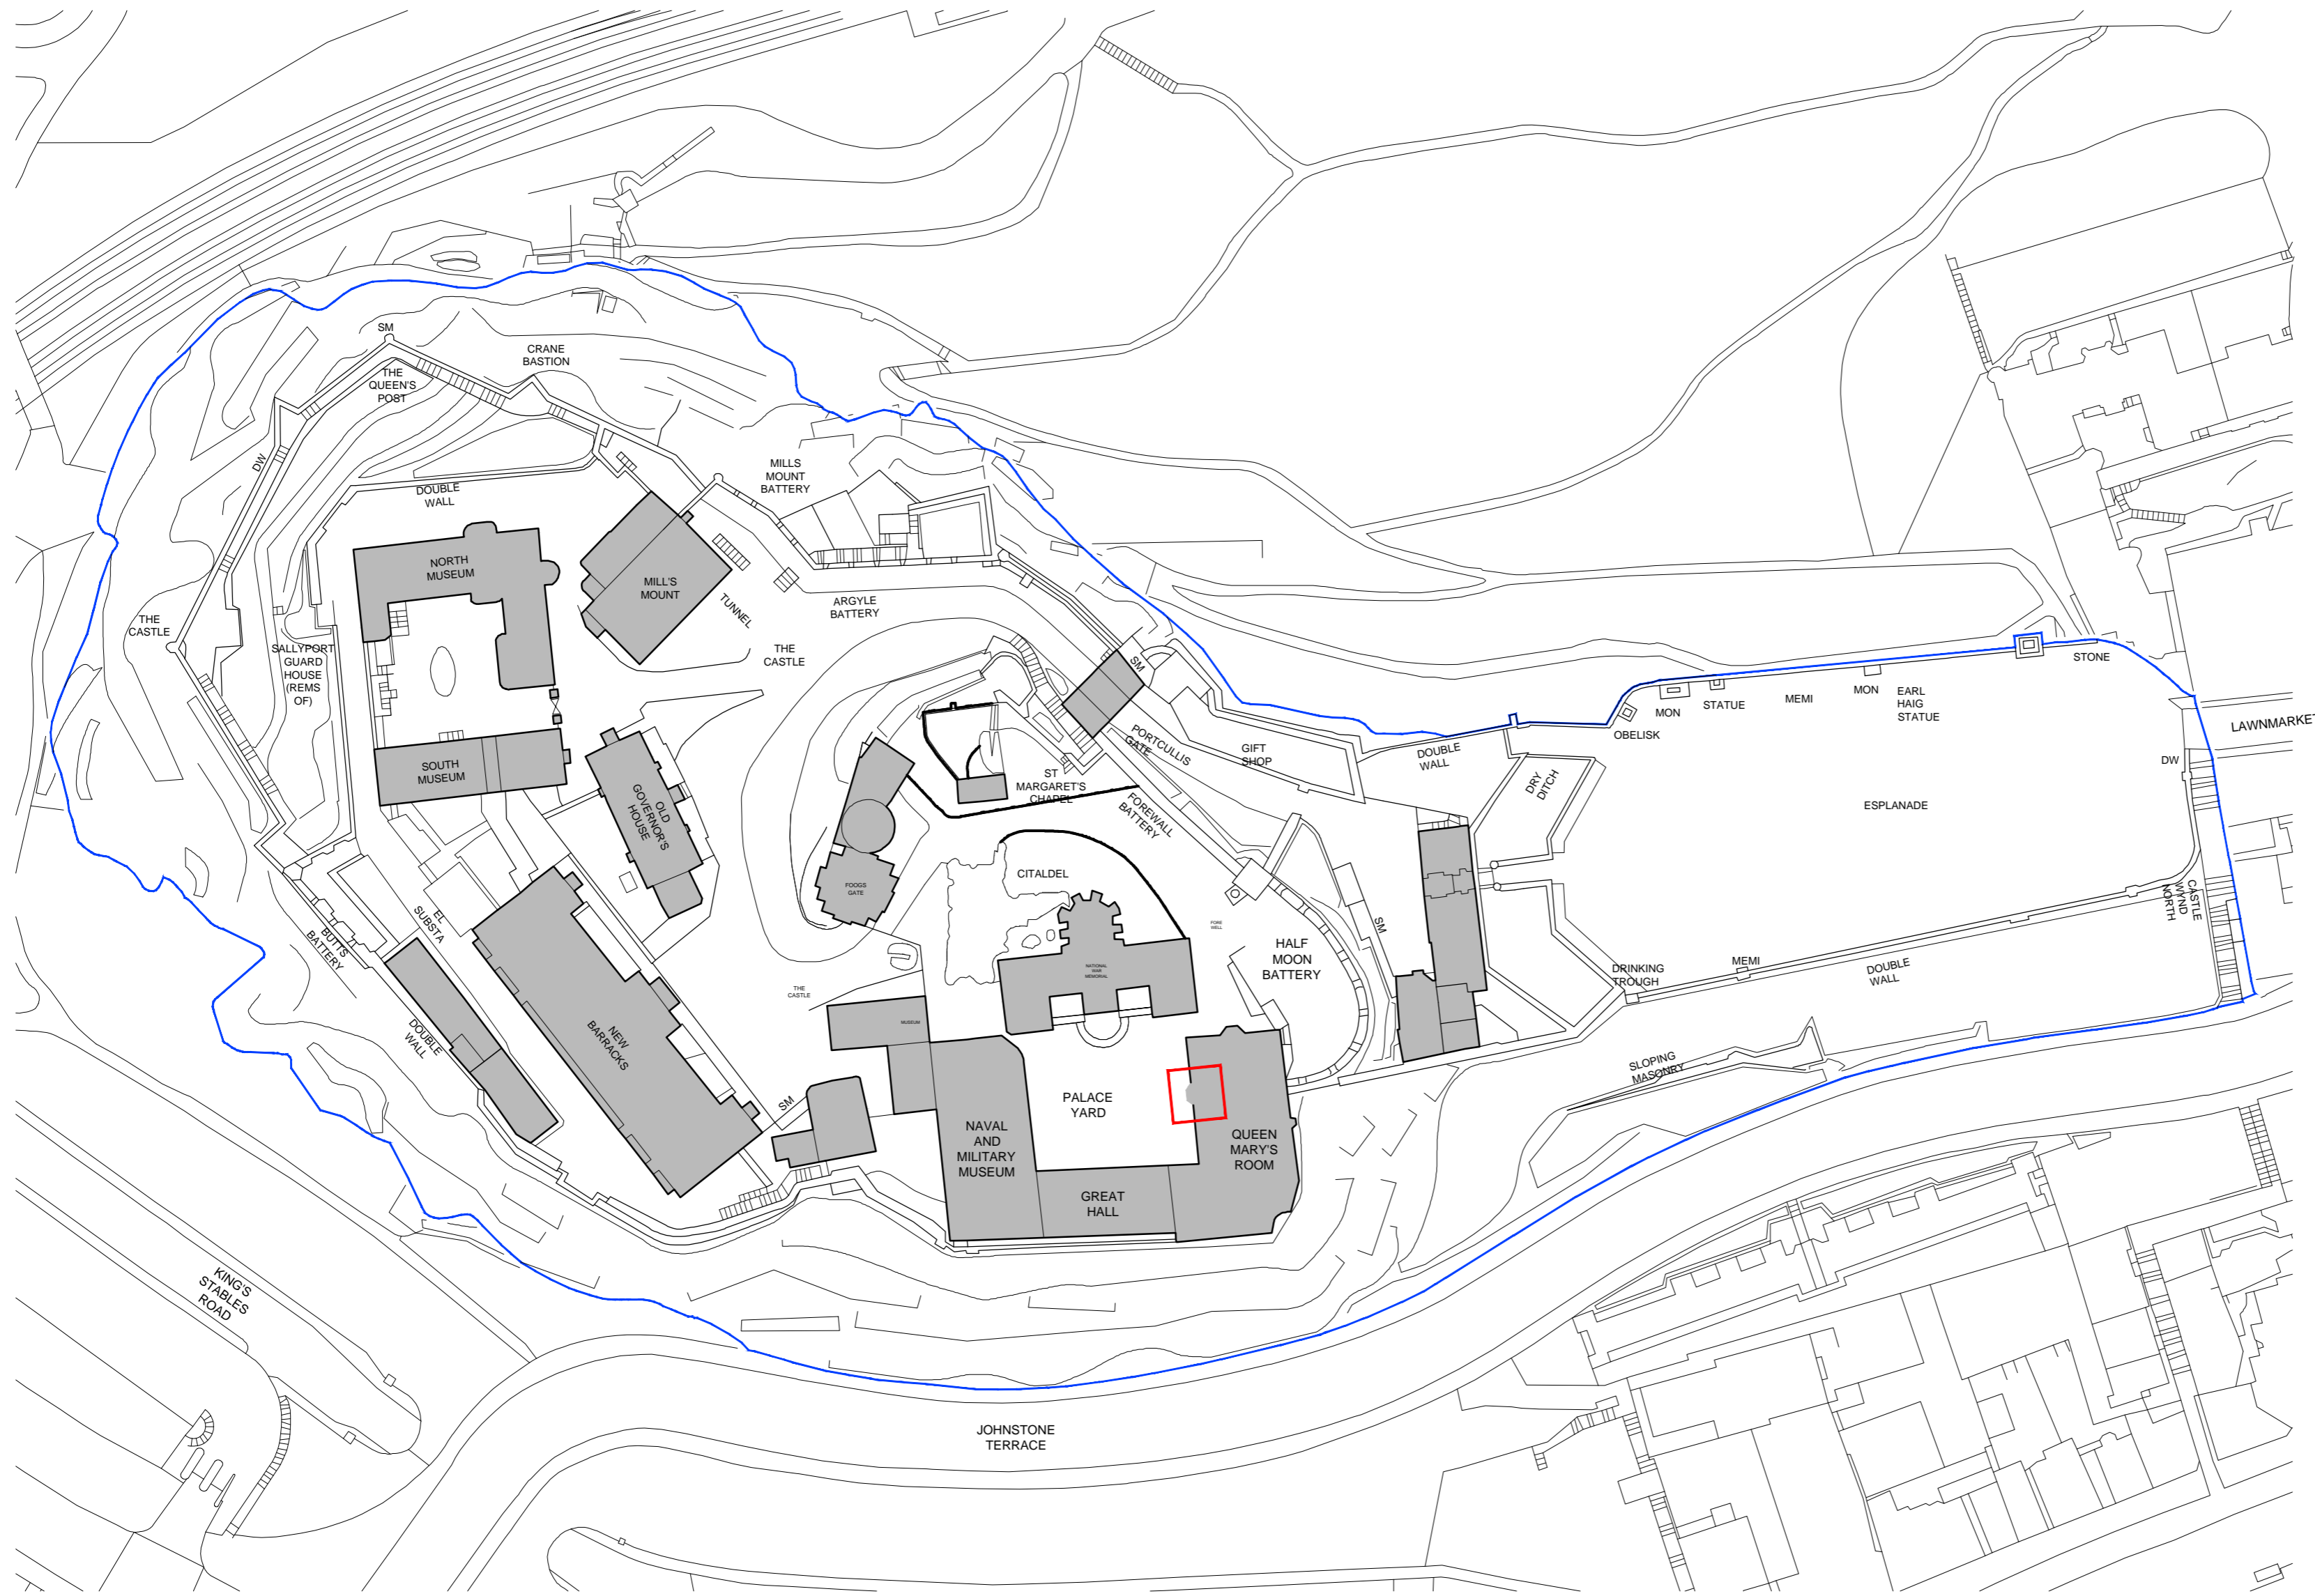 SM
CRANE
BASTION
THE
QUEEN'S
POST
DW
DOUBLE
WALL
MILLS
MOUNT
BATTERY
NORTH
MUSEUM
MILL'S
MOUNT
TUNNEL
ARGYLE
BATTERY
THE
CASTLE
THE
CASTLE
SALLYPORT
GUARD
HOUSE
(REMS
OF)
SM
STONE
MON
STATUE
MEMI
MON
EARL
HAIG
STATUE
OBELISK
LAWNMARKET
PORTCULLIS
GATE
GIFT
SHOP
DOUBLE
WALL
DRY
DITCH
DW
ESPLANADE
SOUTH
MUSEUM
OLD
GOVERNOR'S
HOUSE
ST
MARGARET'S
CHAPEL
FOREWALL
BATTERY
CITALDEL
FOOGS
GATE
FORE
WELL
EL
SUBSTA
BUTTS
BATTERY
HALF
MOON
BATTERY
SM
CASTLE
WYND
NORTH
MEMI
DRINKING
TROUGH
DOUBLE
WALL
NATIONAL
WAR
MEMORIAL
THE
CASTLE
MUSEUM
DOUBLE
WALL
NEW
BARRACKS
SLOPING
MASONRY
SM
PALACE
YARD
NAVAL
AND
MILITARY
MUSEUM
QUEEN
MARY'S
ROOM
GREAT
HALL
KING'S
STABLES
ROAD
JOHNSTONE
TERRACE